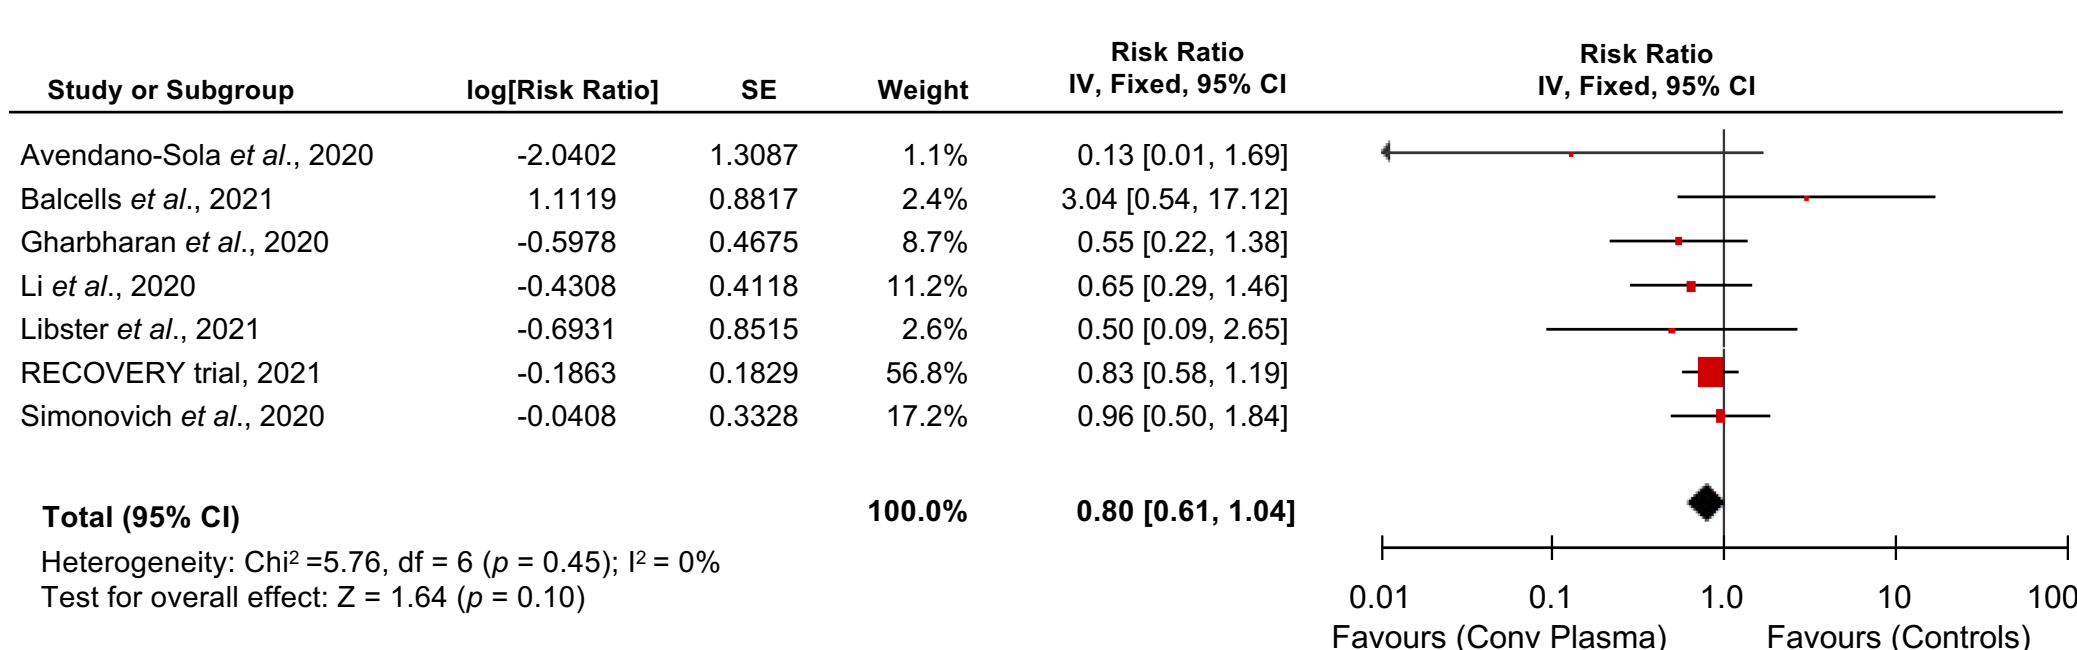 Risk Ratio Risk Ratio
Study or Subgroup log[Risk Ratio] SE Weight IV, Fixed, 95% CI IV, Fixed, 95% CI
Avendano-Sola et al., 2020 -2.0402 1.3087 1.1% 0.13 [0.01, 1.69]
Balcells et al., 2021 1.1119 0.8817 2.4% 3.04 [0.54, 17.12]
Gharbharan et al., 2020 -0.5978 0.4675 8.7% 0.55 [0.22, 1.38]
Li et al., 2020 -0.4308 0.4118 11.2% 0.65 [0.29, 1.46]
Libster et al., 2021 -0.6931 0.8515 2.6% 0.50 [0.09, 2.65]
RECOVERY trial, 2021 -0.1863 0.1829 56.8% 0.83 [0.58, 1.19]
Simonovich et al., 2020 -0.0408 0.3328 17.2% 0.96 [0.50, 1.84]
Total (95% CI) 100.0% 0.80 [0.61, 1.04]
Heterogeneity: Chi² =5.76, df = 6 (p = 0.45); I² = 0%
Test for overall effect: Z = 1.64 (p = 0.10)
0.01 0.1 1.0 10 100
Favours (Conv Plasma) Favours (Controls)